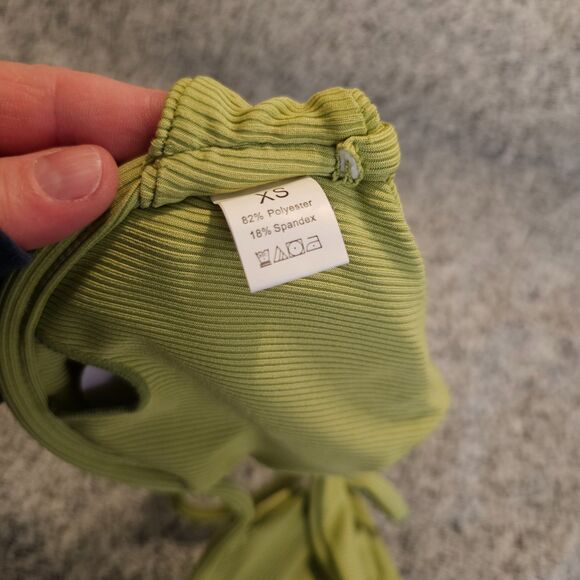 XS
82% Polyester
18% Spandex